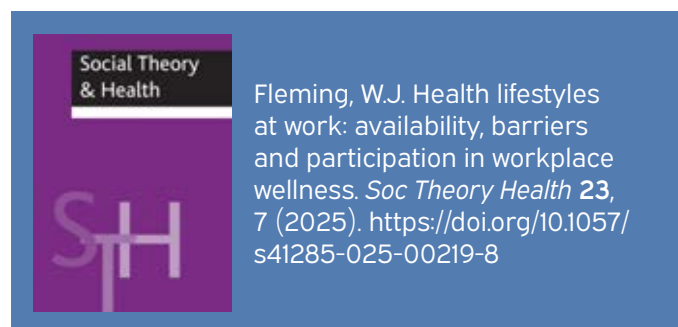 Social Theory
& Health
STH
Fleming, W.J. Health lifestyles
at work: availability, barriers
and participation in workplace
wellness. Soc Theory Health 23,
7 (2025). https://doi.org/10.1057/
s41285-025-00219-8